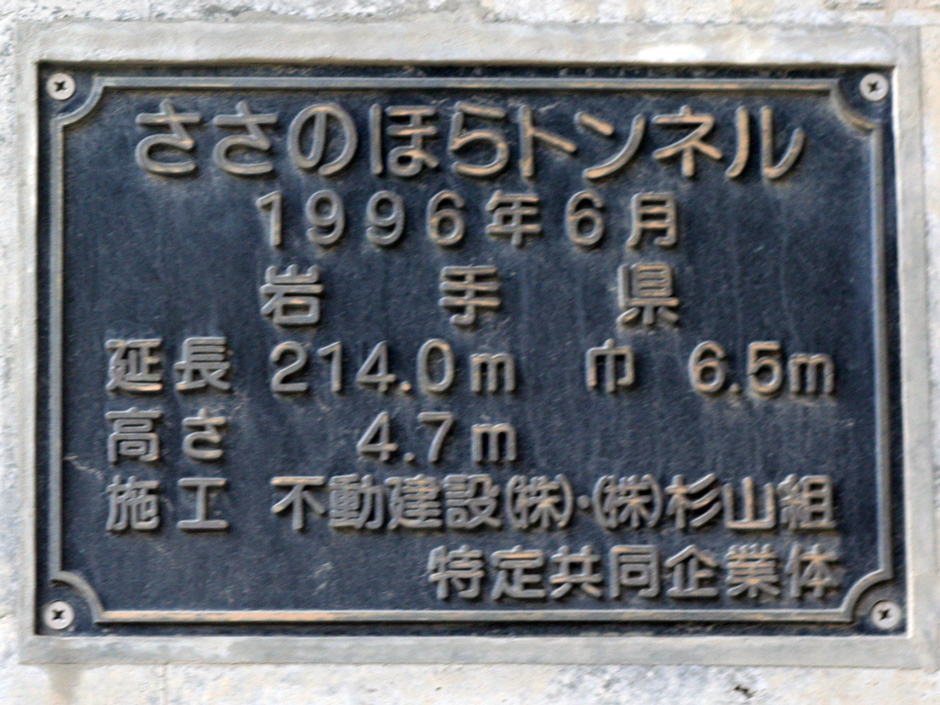 ささのほらトンネル
1996年6月
岩手県
延長 214.0m 巾 6.5m
高さ 4.7m
施工 不動建設㈱・㈱杉山組
特定共同企業体